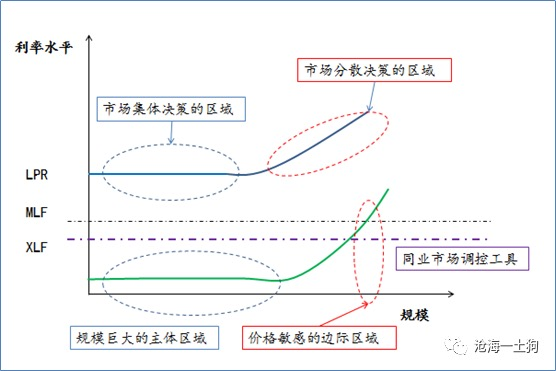 利率水平
市场分散决策的区域
市场集体决策的区域
LPR
MLF
XLF
同业市场调控工具
规模
规模巨大的主体区域
价格敏感的边际区域
沧海一土狗